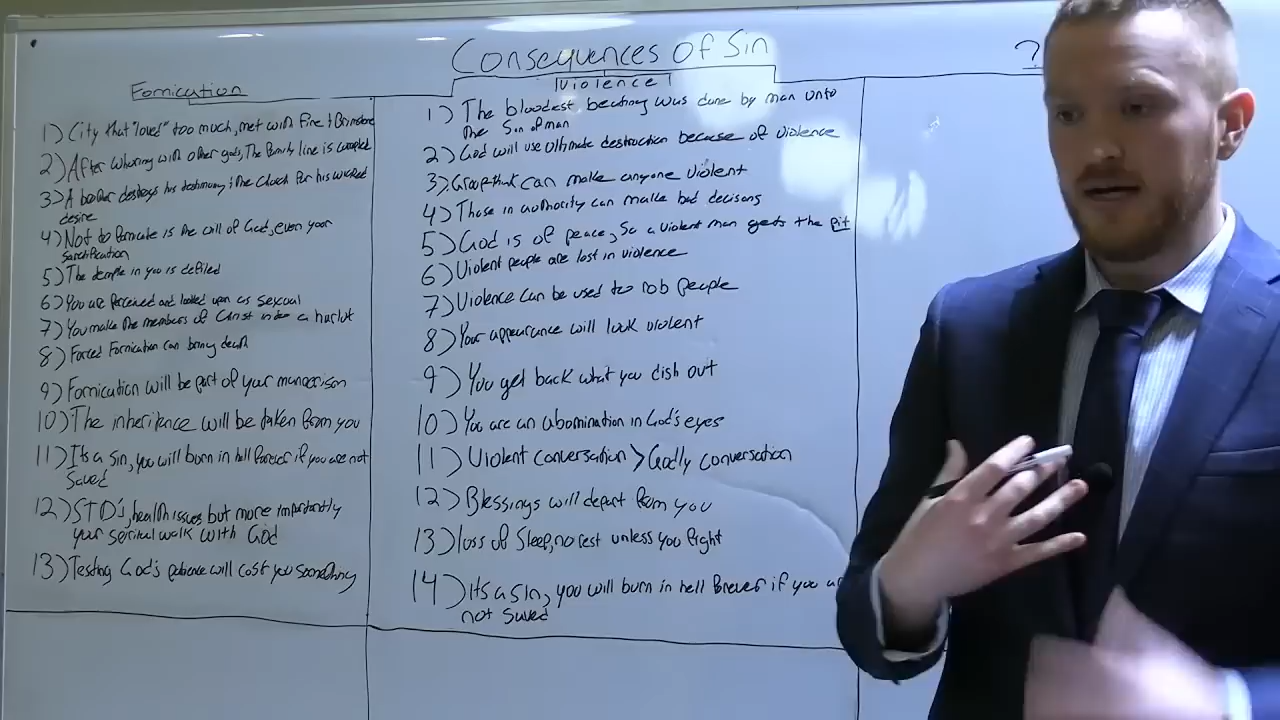 Consequences of Sin
?
Fornication
1) City that "loved" too much, met with Fire & Brimstone
2) After whoring with other gods, The family line is
3) A brother destroys his testimony & the church for his wicked
desire
4) Not to fornicate is the will of God, even your
Sanctification
5) The temple in you is defiled
6) You are perceived and looked upon as sexual
7) You make the members of Christ a harlot
8) Forced Fornication can bring death
9) Fornication will be part of your
10) The inheritance will be taken from you
11) Its a sin, you will burn in hell forever if you are not
saved
12) STD's, health issues but more importantly
your walk with God
13) Testing God's patience will cost you something
Violence
1) The bloodest beating was done by man unto
the Son of man
2) God will use ultimate destruction because of violence
3) Groupthink can make anyone violent
4) Those in authority can make bad decisons
5) God is of peace, So a violent man gets the Pit
6) Violent people are lost in violence
7) Violence can be used to rob people
8) Your appearance will look violent
9) You get back what you dish out
10) You are an abomination in God's eyes
11) Violent conversation > Godly conversation
12) Blessings will depart from you
13) loss of Sleep, no rest unless you fight
14) Its a sin, you will burn in hell forever if you
not saved